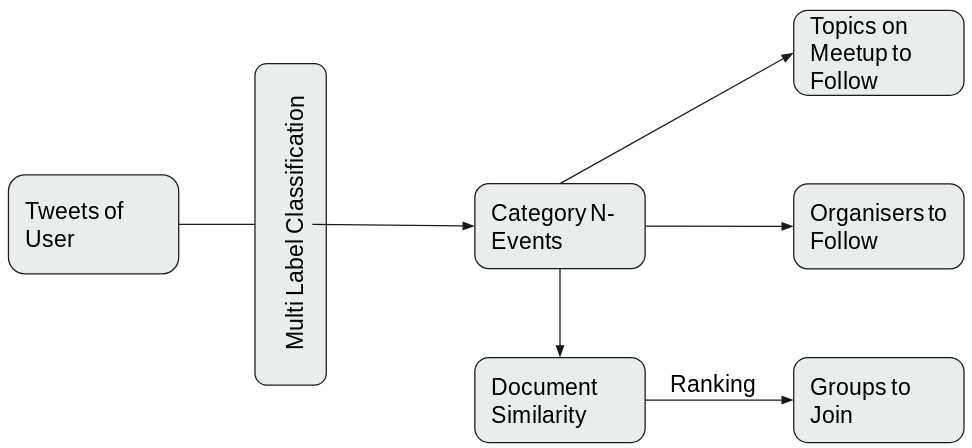 Topics on
Meetup to
Follow
Multi Label Classification
Tweets of
User
Category N-
Events
Organisers to
Follow
Document
Similarity
Ranking
Groups to
Join